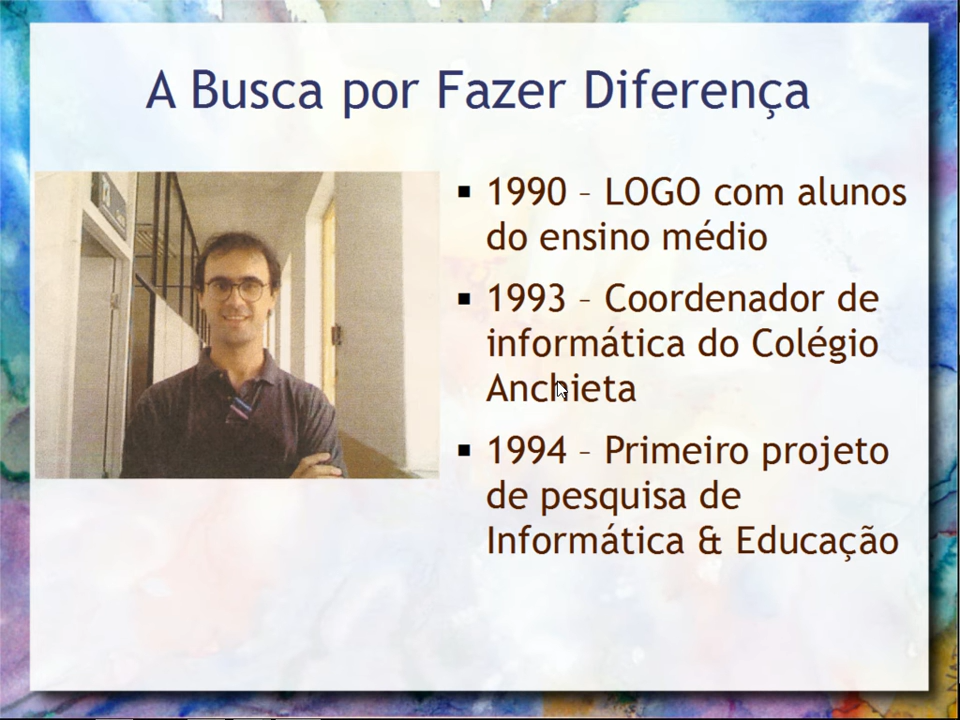 A Busca por Fazer Diferença
1990 – LOGO com alunos
do ensino médio
1993 – Coordenador de
informática do Colégio
Anchieta
1994 – Primeiro projeto
de pesquisa de
Informática & Educação